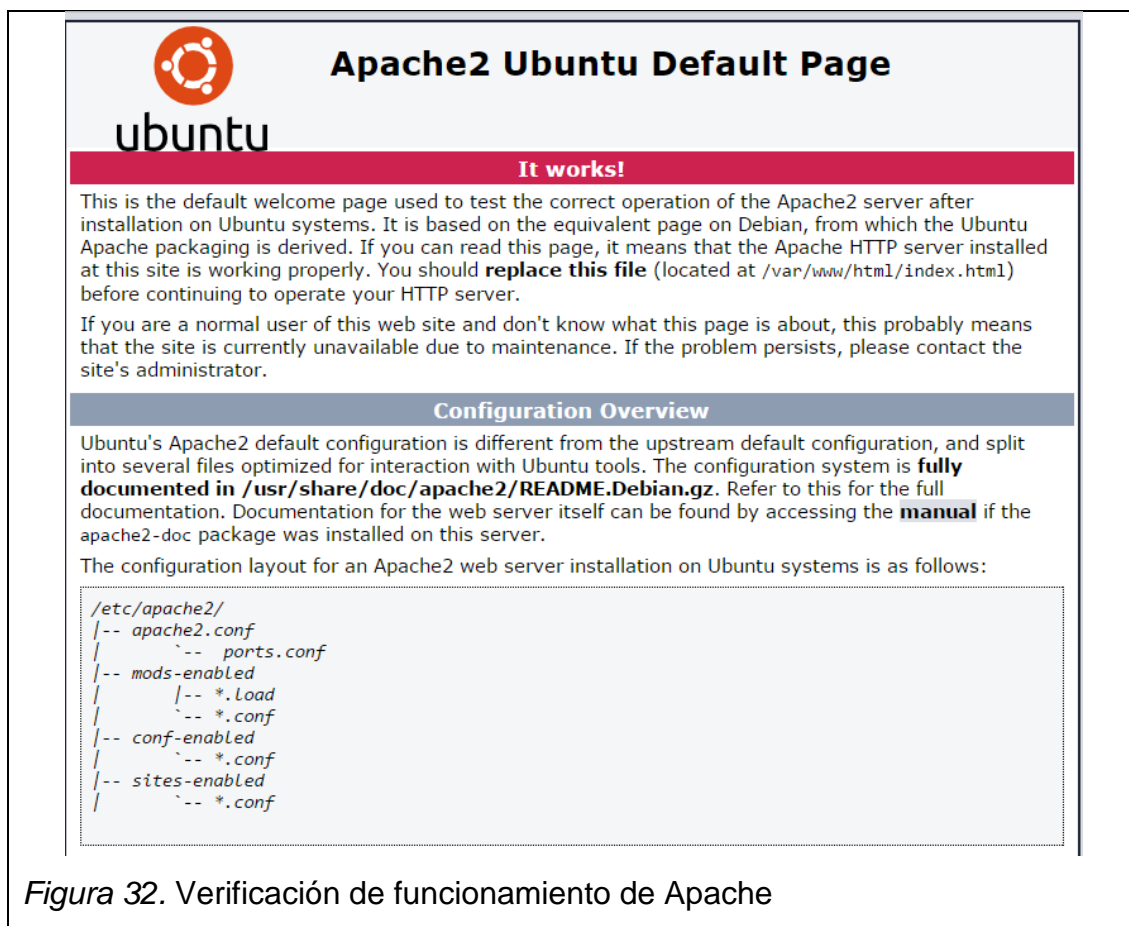 ubuntu
Apache2 Ubuntu Default Page
It works!
This is the default welcome page used to test the correct operation of the Apache2 server after
installation on Ubuntu systems. It is based on the equivalent page on Debian, from which the Ubuntu
Apache packaging is derived. If you can read this page, it means that the Apache HTTP server installed
at this site is working properly. You should replace this file (located at /var/www/html/index.html)
before continuing to operate your HTTP server.
If you are a normal user of this web site and don't know what this page is about, this probably means
that the site is currently unavailable due to maintenance. If the problem persists, please contact the
site's administrator.
Configuration Overview
Ubuntu's Apache2 default configuration is different from the upstream default configuration, and split
into several files optimized for interaction with Ubuntu tools. The configuration system is fully
documented in /usr/share/doc/apache2/README.Debian.gz. Refer to this for the full
documentation. Documentation for the web server itself can be found by accessing the manual if the
apache2-doc package was installed on this server.
The configuration layout for an Apache2 web server installation on Ubuntu systems is as follows:
/etc/apache2/
|-- apache2.conf
|       `--  ports.conf
|-- mods-enabled
|       |-- *.load
|       `-- *.conf
|-- conf-enabled
|       `-- *.conf
|-- sites-enabled
|       `-- *.conf
Figura 32. Verificación de funcionamiento de Apache